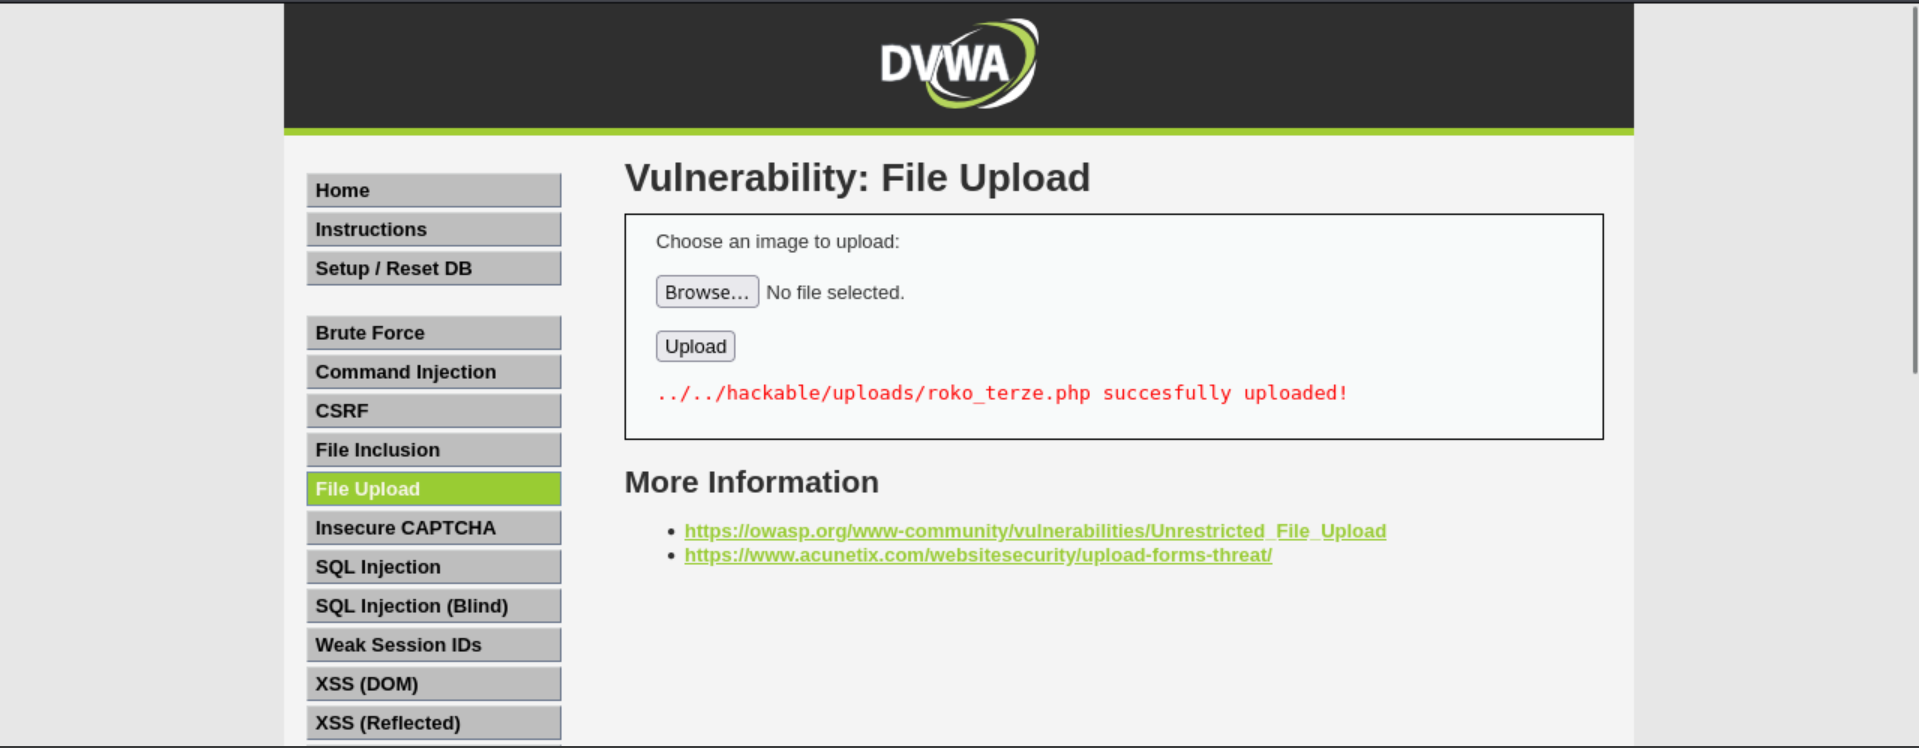 DVWA
Home
Instructions
Setup / Reset DB
Brute Force
Command Injection
CSRF
File Inclusion
File Upload
Insecure CAPTCHA
SQL Injection
SQL Injection (Blind)
Weak Session IDs
XSS (DOM)
XSS (Reflected)
Vulnerability: File Upload
Choose an image to upload:
Browse... No file selected.
Upload
../../hackable/uploads/roko_terze.php succesfully uploaded!
More Information
https://owasp.org/www-community/vulnerabilities/Unrestricted_File_Upload
https://www.acunetix.com/websitesecurity/upload-forms-threat/